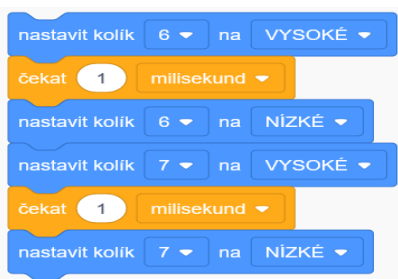 nastavit kolík 6 na VYSOKÉ
čekat 1 milisekund
nastavit kolík 6 na NÍZKÉ
nastavit kolík 7 na VYSOKÉ
čekat 1 milisekund
nastavit kolík 7 na NÍZKÉ